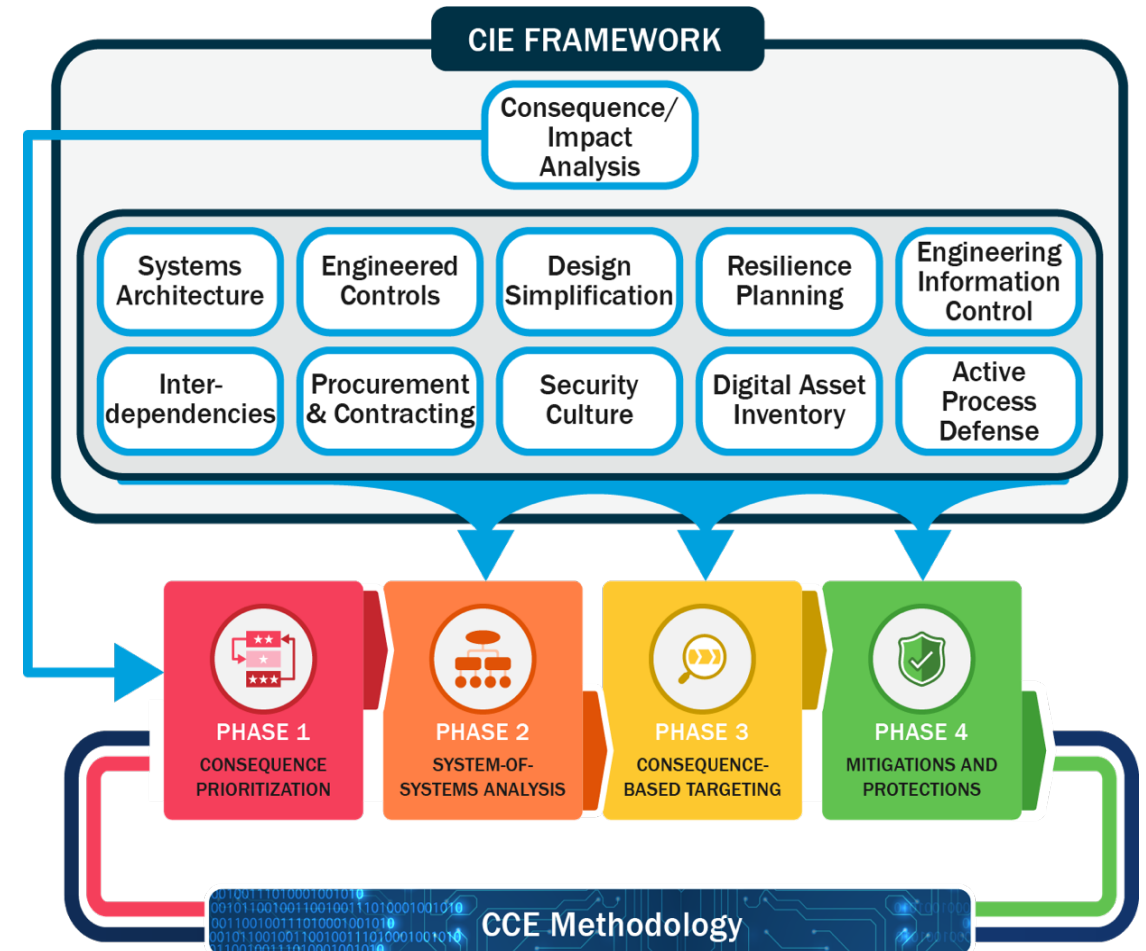 CIE FRAMEWORK
Consequence/
Impact
Analysis
Systems
Architecture
Engineered
Controls
Design
Simplification
Resilience
Planning
Engineering
Information
Control
Inter-
dependencies
Procurement
& Contracting
Security
Culture
Digital Asset
Inventory
Active
Process
Defense
PHASE 1
CONSEQUENCE
PRIORITIZATION
PHASE 2
SYSTEM-OF-
SYSTEMS ANALYSIS
PHASE 3
CONSEQUENCE-
BASED TARGETING
PHASE 4
MITIGATIONS AND
PROTECTIONS
CCE Methodology